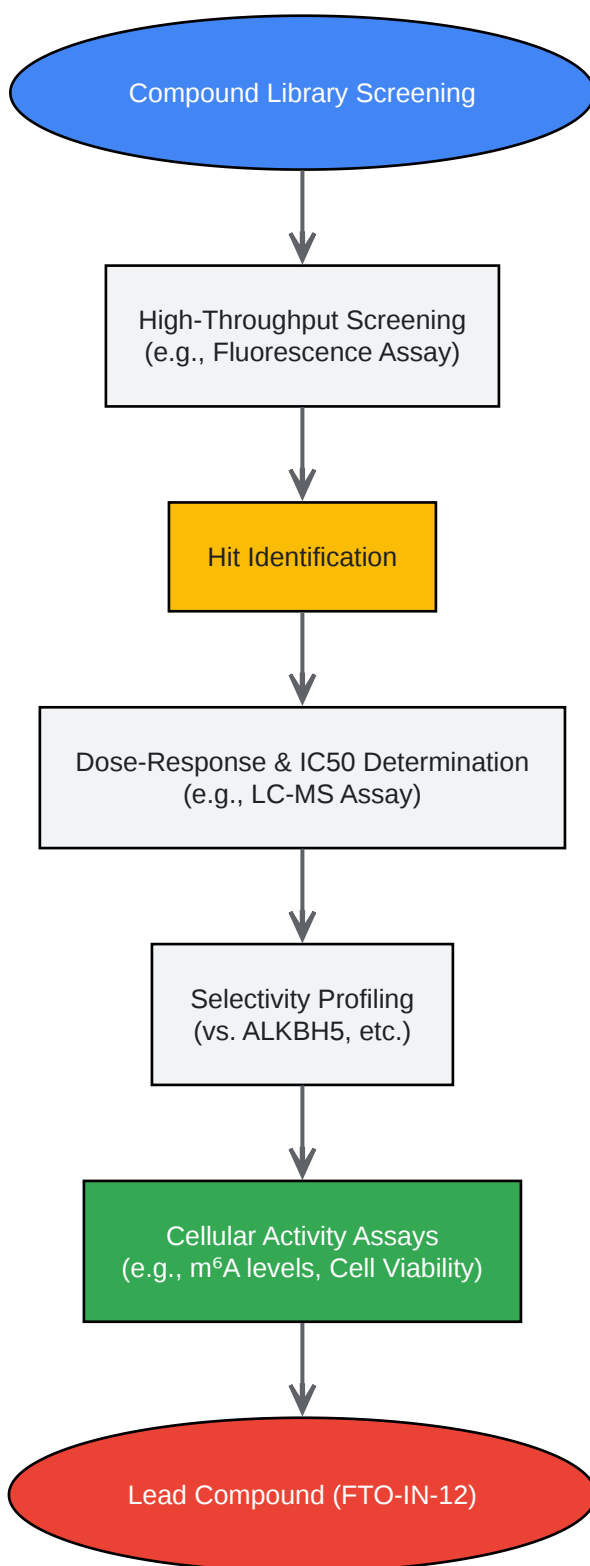 Compound Library Screening
High-Throughput Screening
(e.g., Fluorescence Assay)
Hit Identification
Dose-Response & IC50 Determination
(e.g., LC-MS Assay)
Selectivity Profiling
(vs. ALKBH5, etc.)
Cellular Activity Assays
(e.g., m⁶A levels, Cell Viability)
Lead Compound (FTO-IN-12)